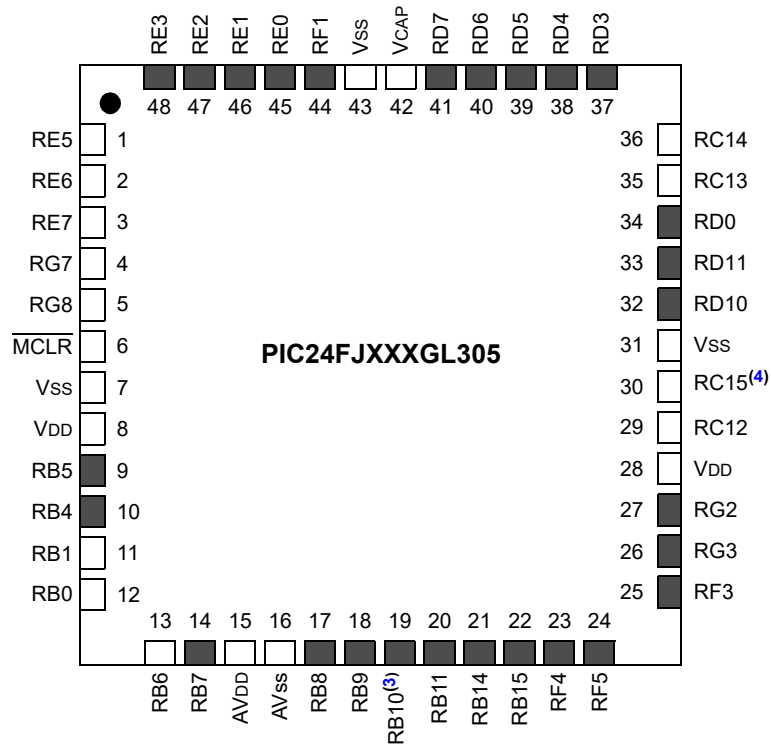 RE3 RE2 RE1 RE0 RF1 VSS VCAP RD7 RD6 RD5 RD4 RD3
48 47 46 45 44 43 42 41 40 39 38 37
RE5 1 36 RC14
RE6 2 35 RC13
RE7 3 34 RD0
RG7 4 33 RD11
RG8 5 32 RD10
MCLR 6 PIC24FJXXXGL305 31 VSS
VSS 7 30 RC15(4)
VDD 8 29 RC12
RB5 9 28 VDD
RB4 10 27 RG2
RB1 11 26 RG3
RB0 12 25 RF3
13 14 15 16 17 18 19 20 21 22 23 24
RB6 RB7 AVDD AVSS RB8 RB9 RB10(3) RB11 RB14 RB15 RF4 RF5